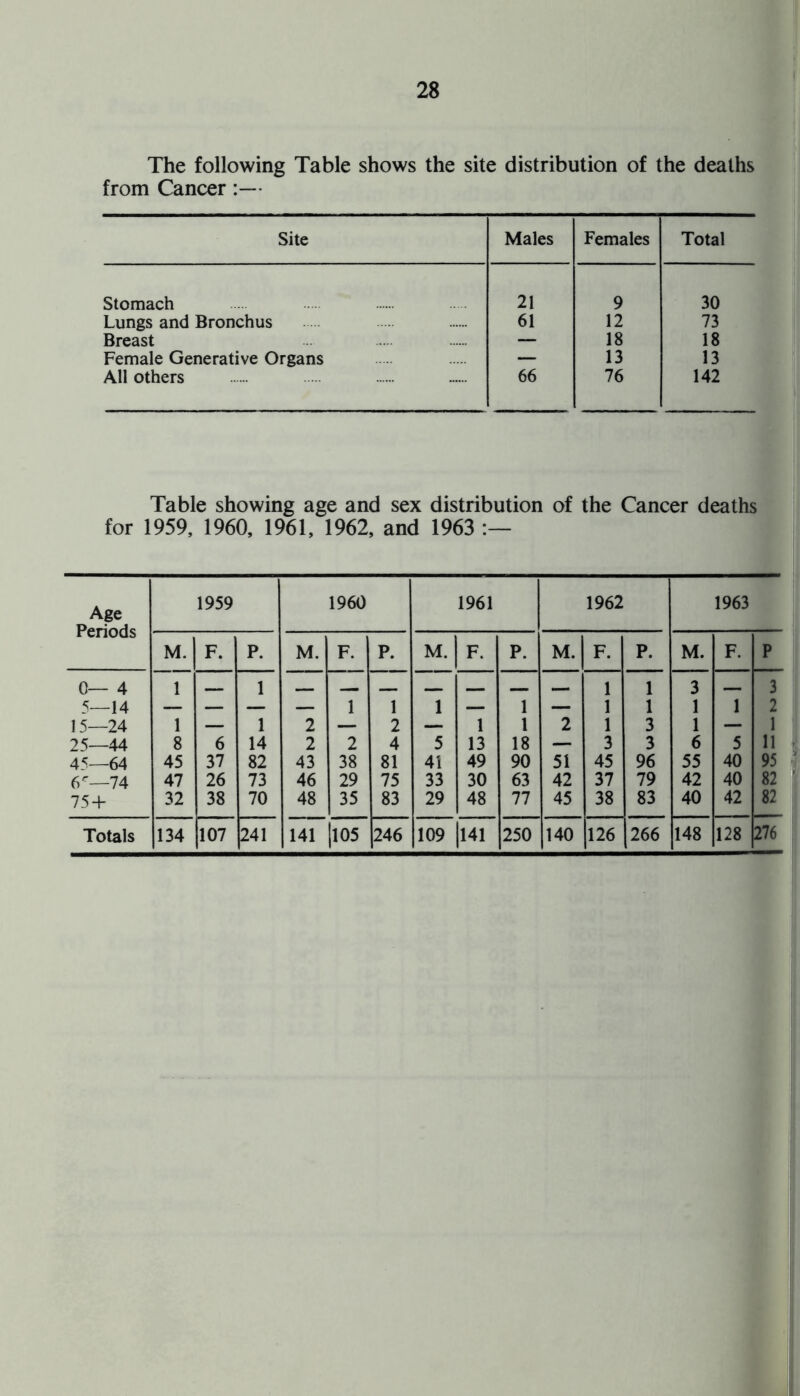 28
The following Table shows the site distribution of the deaths
from Cancer :—
Site Males Females Total
Stomach ..... ..... ...... ..... 21 9 30
Lungs and Bronchus ..... ..... ...... 61 12 73
Breast ... ..... ...... — 18 18
Female Generative Organs ..... ..... — 13 13
All others ...... ..... ...... ...... 66 76 142
Table showing age and sex distribution of the Cancer deaths
for 1959, 1960, 1961, 1962, and 1963 :—
Age Periods 1959 1960 1961 1962 1963
M. F. P. M. F. P. M. F. P. M. F. P. M. F. P
0— 4 1 — 1 — — — — — — — 1 1 3 — 3
5—14 — — — — 1 1 1 — 1 — 1 1 1 1 2
15—24 1 — 1 2 — 2 — 1 1 2 1 3 1 — 1
25—44 8 6 14 2 2 4 5 13 18 — 3 3 6 5 11
45—64 45 37 82 43 38 81 41 49 90 51 45 96 55 40 95
6—74 47 26 73 46 29 75 33 30 63 42 37 79 42 40 82
75+ 32 38 70 48 35 83 29 48 77 45 38 83 40 42 82
Totals 134 107 241 141 105 246 109 141 250 140 126 266 148 128 276